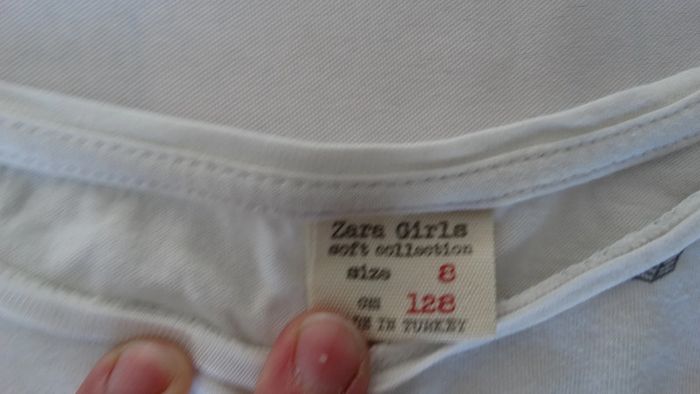 Zara Girls
soft collection
size 8
cm 128
IN TURKEY